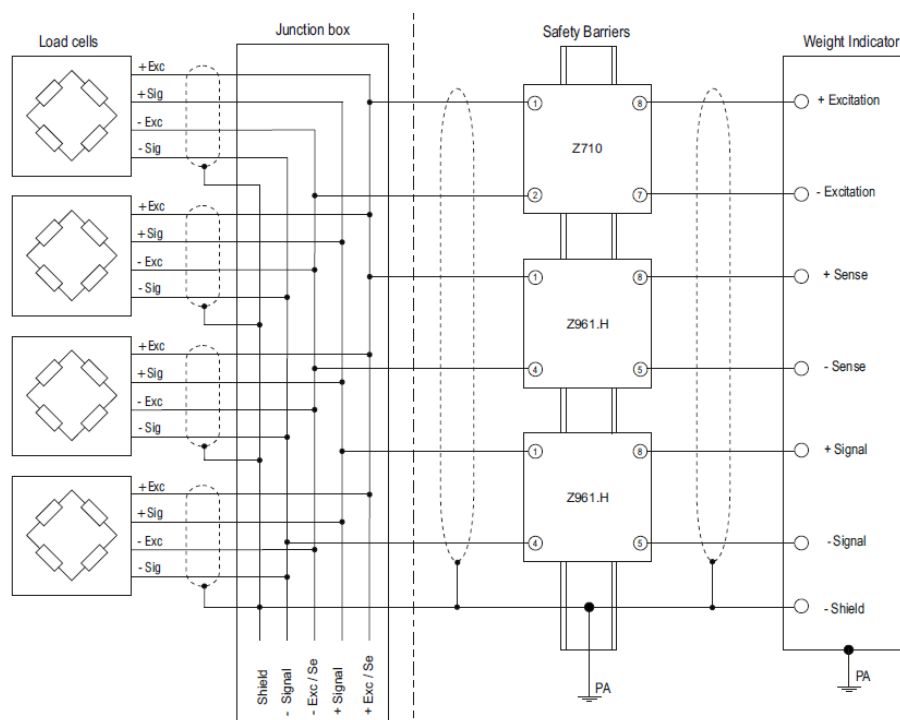 Load cells
Junction box
Safety Barriers
Weight Indicator
+ Exc
+ Sig
- Exc
- Sig
+ Exc
+ Sig
- Exc
- Sig
+ Exc
+ Sig
- Exc
- Sig
+ Exc
+ Sig
- Exc
- Sig
Shield
- Signal
- Exc / Se
+ Signal
+ Exc / Se
1
8
Z710
2
7
1
8
Z961.H
4
5
1
8
Z961.H
4
5
PA
+ Excitation
- Excitation
+ Sense
- Sense
+ Signal
- Signal
- Shield
PA